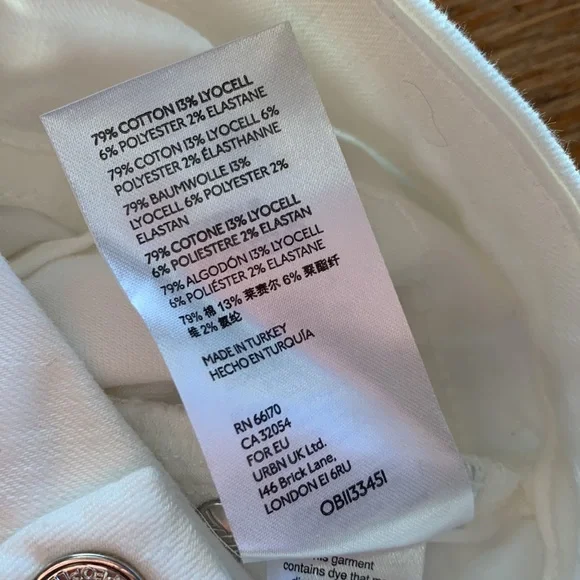 79% COTTON 13% LYOCELL
6% POLYESTER 2% ELASTANE
79% COTON 13% LYOCELL 6%
POLYESTER 2% ÉLASTHANNE
79% BAUMWOLLE 13%
LYOCELL 6% POLYESTER 2%
ELASTAN
79% COTONE 13% LYOCELL
6% POLIESTERE 2% ELASTAN
79% ALGODÓN 13% LYOCELL
6% POLIÉSTER 2% ELASTANE
79% 棉 13% 莱赛尔 6% 聚酯纤
维 2% 氨纶
MADE IN TURKEY
HECHO EN TURQUÍA
RN 66170
CA 32054
FOR EU
URBN UK Ltd.
146 Brick Lane,
LONDON E1 6RU
OB1133451
garment
contains dye that m